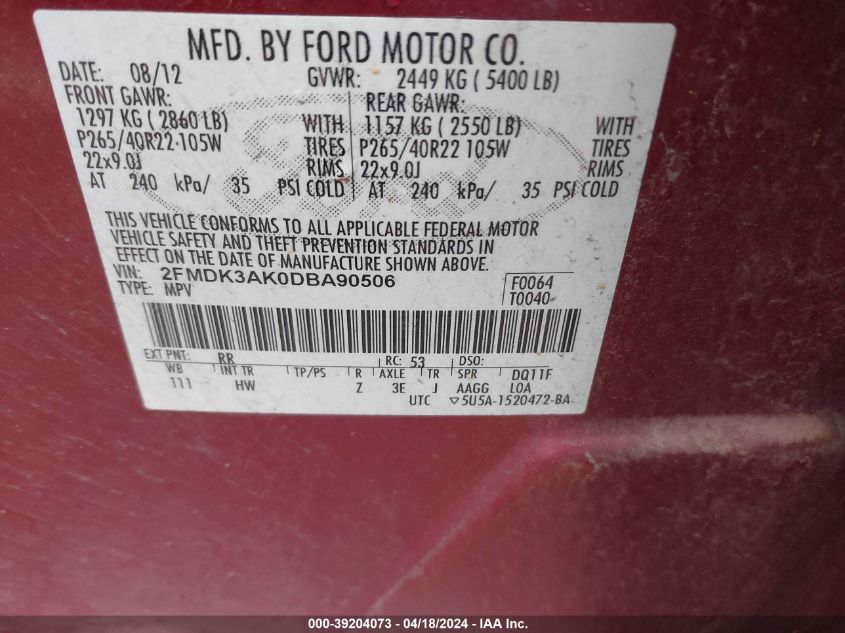 MFD. BY FORD MOTOR CO.
DATE: 08/12 GVWR: 2449 KG ( 5400 LB)
FRONT GAWR: REAR GAWR:
1297 KG ( 2860 LB) WITH 1157 KG ( 2550 LB) WITH
P265/40R22 105W TIRES P265/40R22 105W TIRES
22x9.0J RIMS 22x9.0J RIMS
AT 240 kPa/ 35 PSI COLD AT 240 kPa/ 35 PSI COLD
THIS VEHICLE CONFORMS TO ALL APPLICABLE FEDERAL MOTOR
VEHICLE SAFETY AND THEFT PREVENTION STANDARDS IN
EFFECT ON THE DATE OF MANUFACTURE SHOWN ABOVE.
VIN: 2FMDK3AK0DBA90506 F0064
TYPE: MPV T0040
EXT PNT: RR RC: 53 DSO:
WB INT TR TP/PS R AXLE TR SPR DQ11F
111 HW Z 3E J AAGG LOA
UTC ▽5U5A-1520472-BA
000-39204073 - 04/18/2024 - IAA Inc.